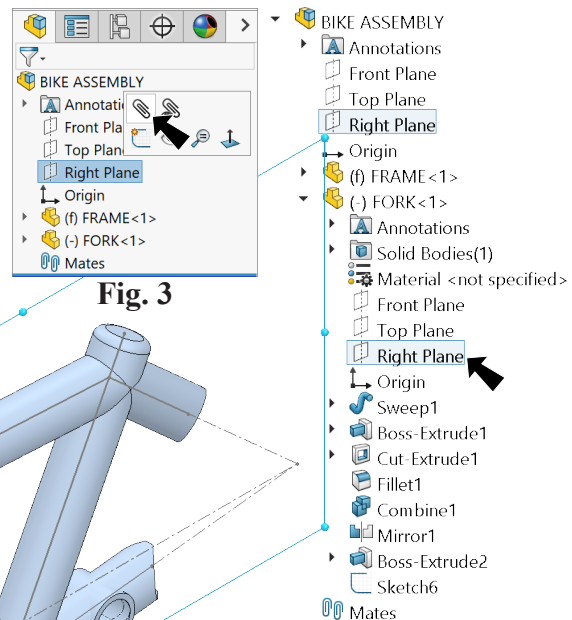 BIKE ASSEMBLY
Front Pla
Top Plan
Right Plane
Origin
(f) FRAME<1>
(-) FORK<1>
Mates
Fig. 3
BIKE ASSEMBLY
Annotations
Front Plane
Top Plane
Right Plane
Origin
(f) FRAME<1>
(-) FORK<1>
Annotations
Solid Bodies(1)
Material <not specified>
Front Plane
Top Plane
Right Plane
Origin
Sweep1
Boss-Extrude1
Cut-Extrude1
Fillet1
Combine1
Mirror1
Boss-Extrude2
Sketch6
Mates